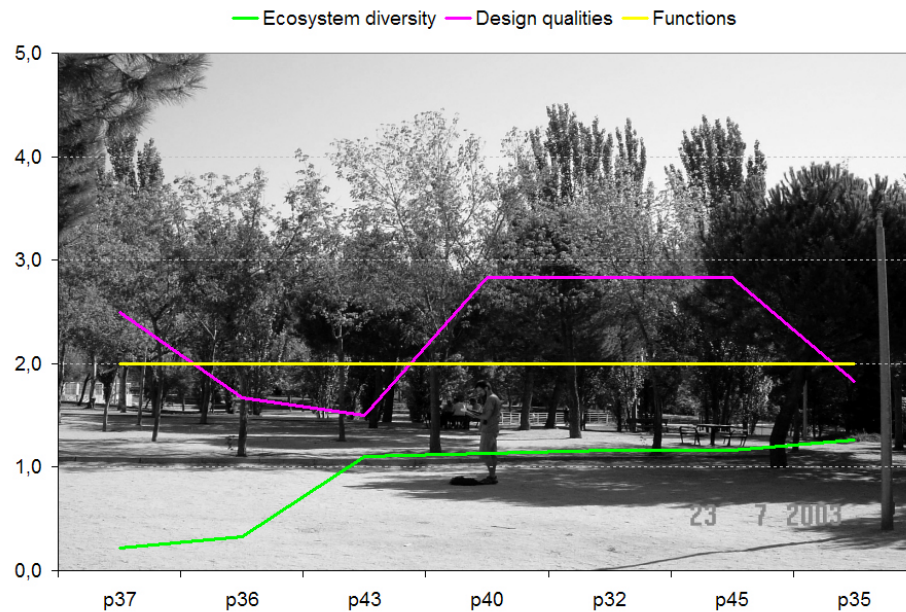 Ecosystem diversity Design qualities Functions
5,0
4,0
3,0
2,0
1,0
0,0
23 7 2003
p37 p36 p43 p40 p32 p45 p35